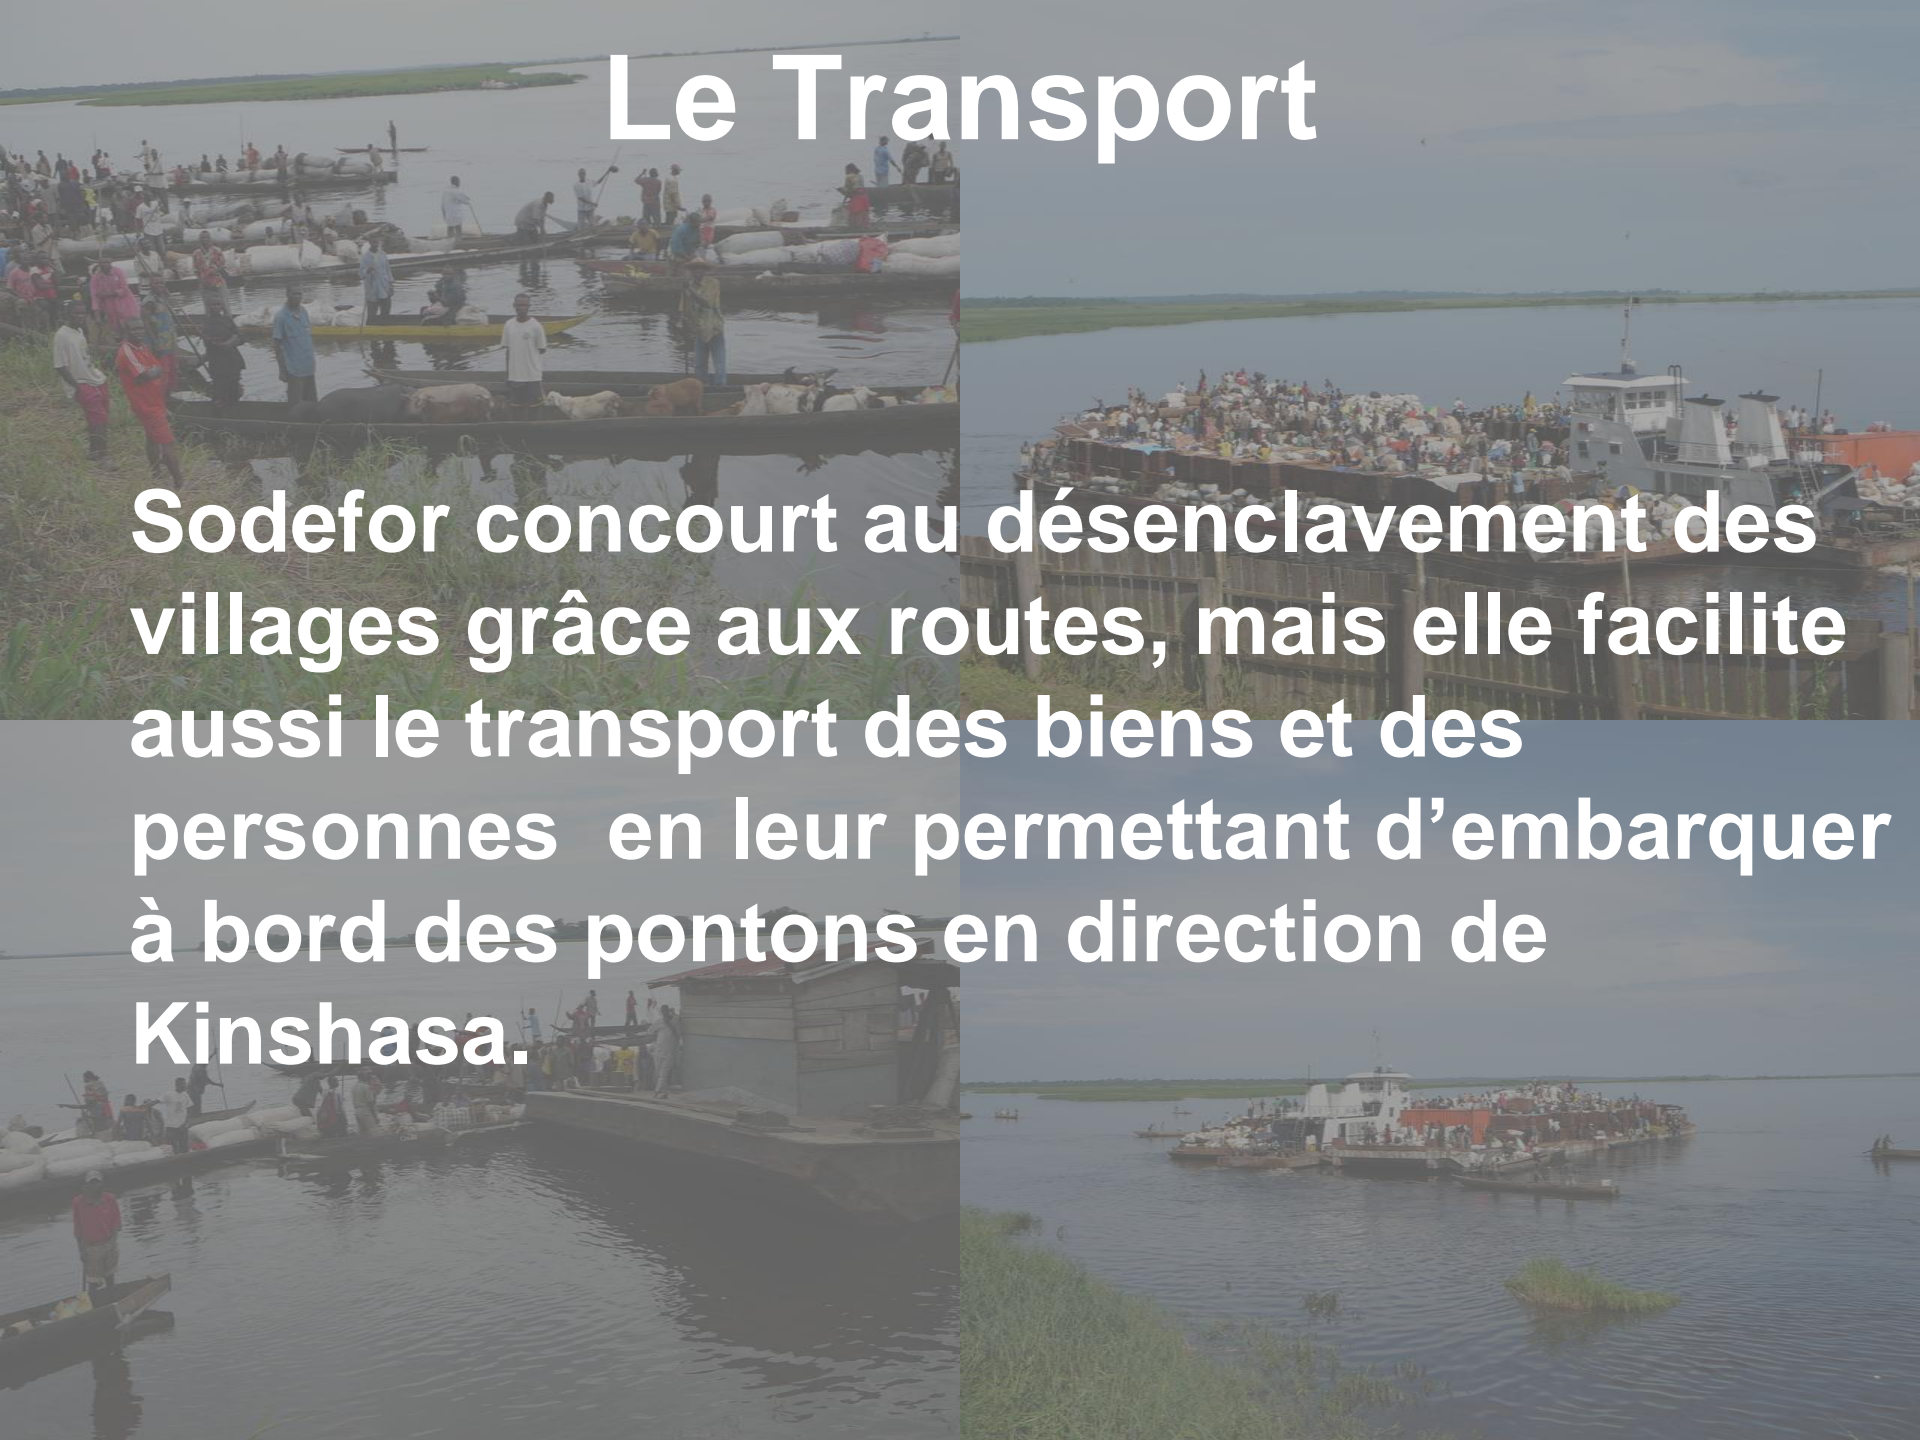 Le Transport
Sodefor concourt au désenclavement des
villages grâce aux routes, mais elle facilite
aussi le transport des biens et des
personnes  en leur permettant d’embarquer
à bord des pontons en direction de
Kinshasa.